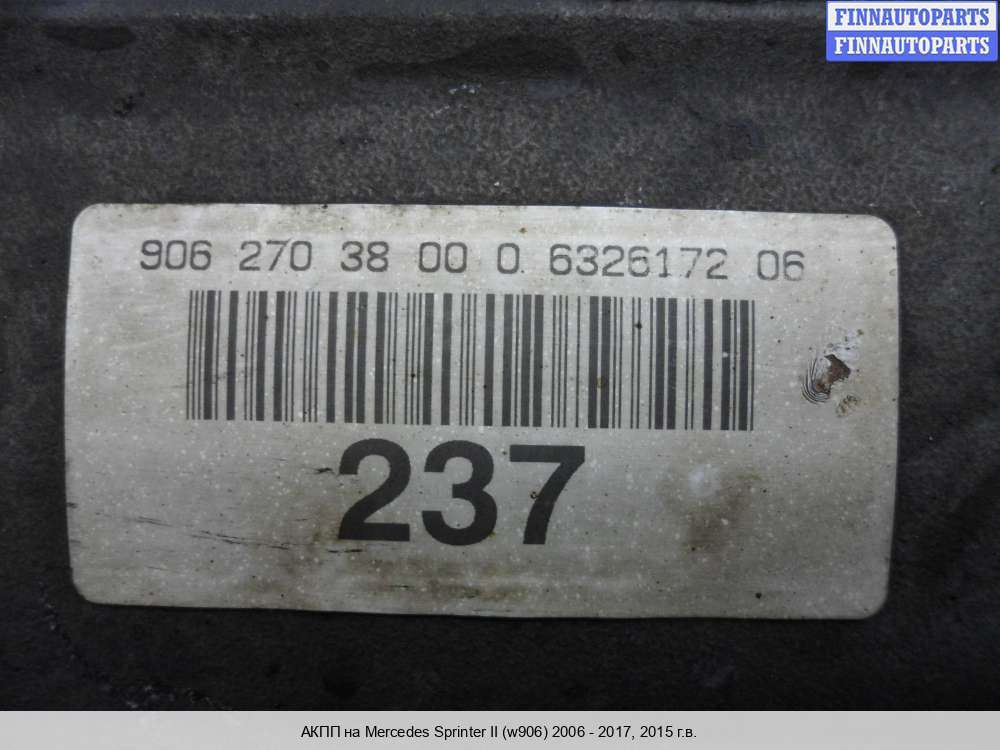 FINNAUTOPARTS
FINNAUTOPARTS
906 270 38 00 0 6326172 06
237
АКПП на Mercedes Sprinter II (w906) 2006 - 2017, 2015 г.в.